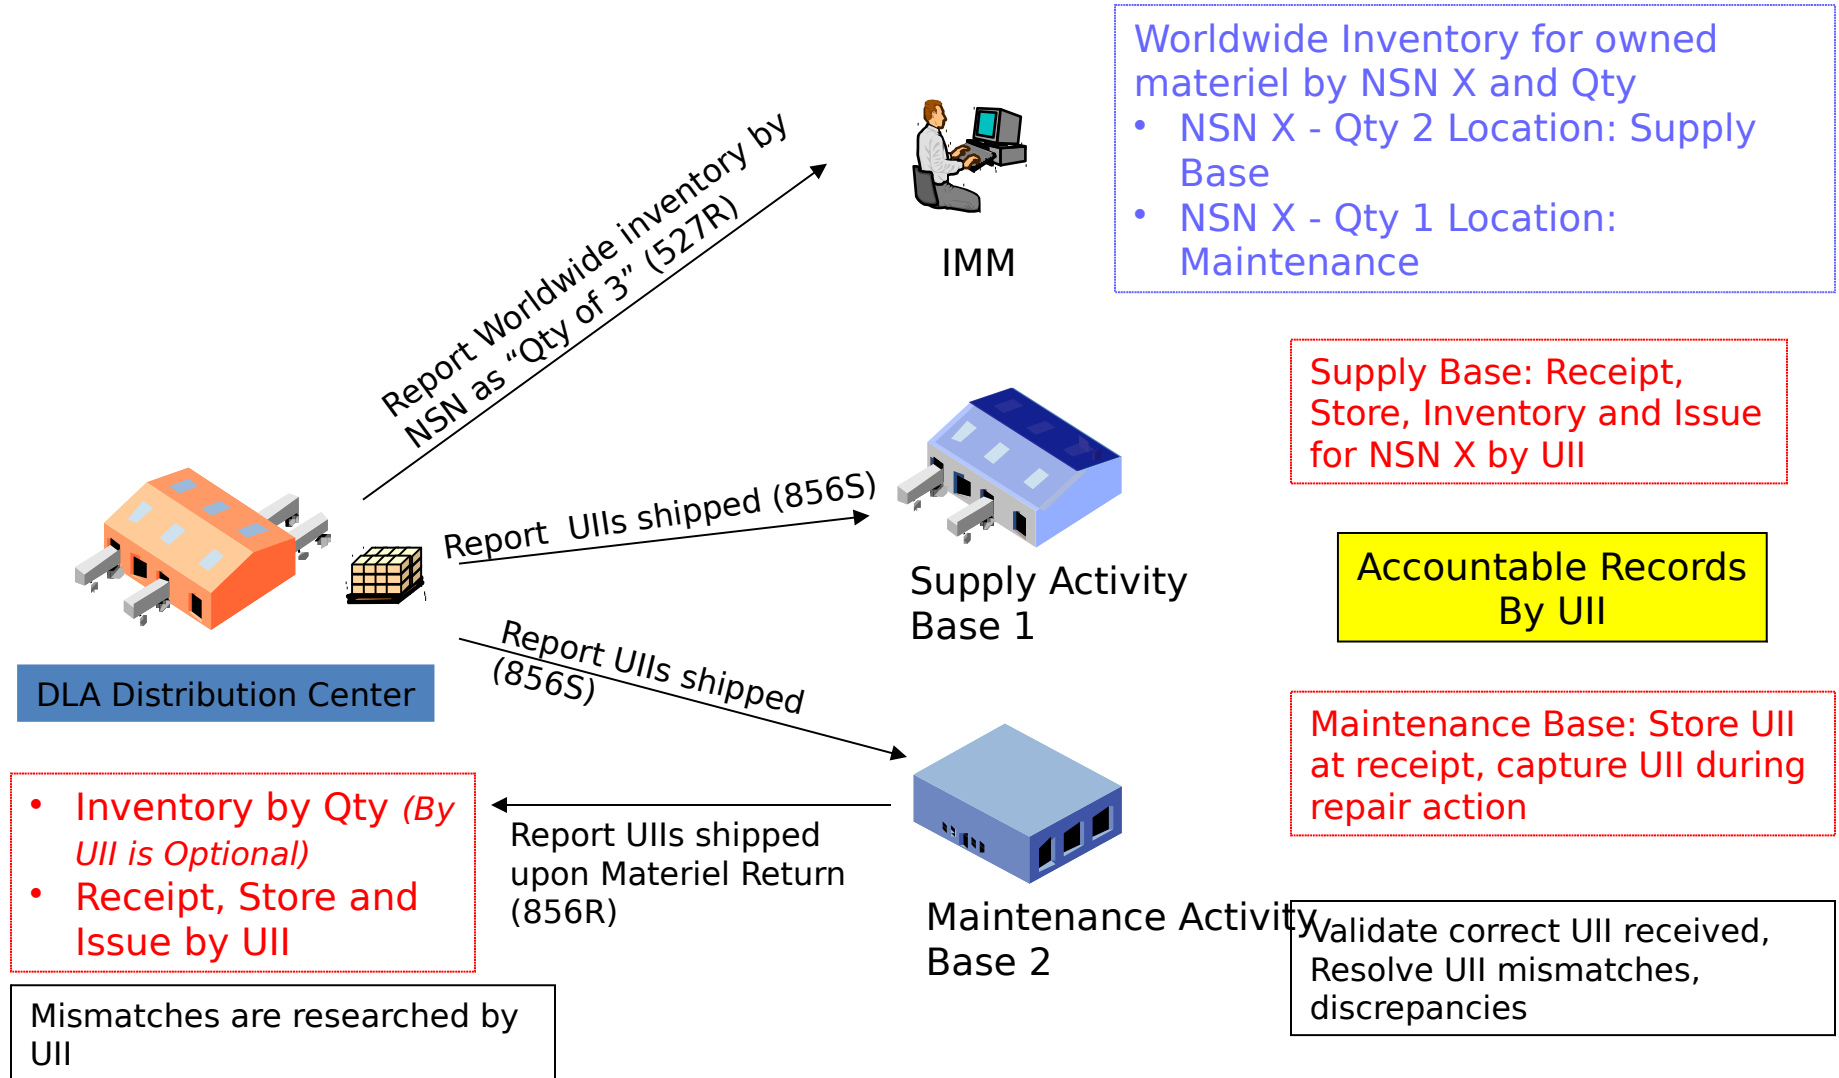 Worldwide Inventory for owned
materiel by NSN X and Qty
• NSN X - Qty 2 Location: Supply
Base
• NSN X - Qty 1 Location:
Maintenance
Report Worldwide inventory by
NSN as “Qty of 3” (527R)
IMM
Supply Base: Receipt,
Store, Inventory and Issue
for NSN X by UII
Report  UIIs shipped (856S)
Supply Activity
Base 1
Accountable Records
By UII
Report UIIs shipped
(856S)
DLA Distribution Center
Maintenance Base: Store UII
at receipt, capture UII during
repair action
• Inventory by Qty (By
UII is Optional)
• Receipt, Store and
Issue by UII
Report UIIs shipped
upon Materiel Return
(856R)
Maintenance Activity
Base 2
Validate correct UII received,
Resolve UII mismatches,
discrepancies
Mismatches are researched by
UII